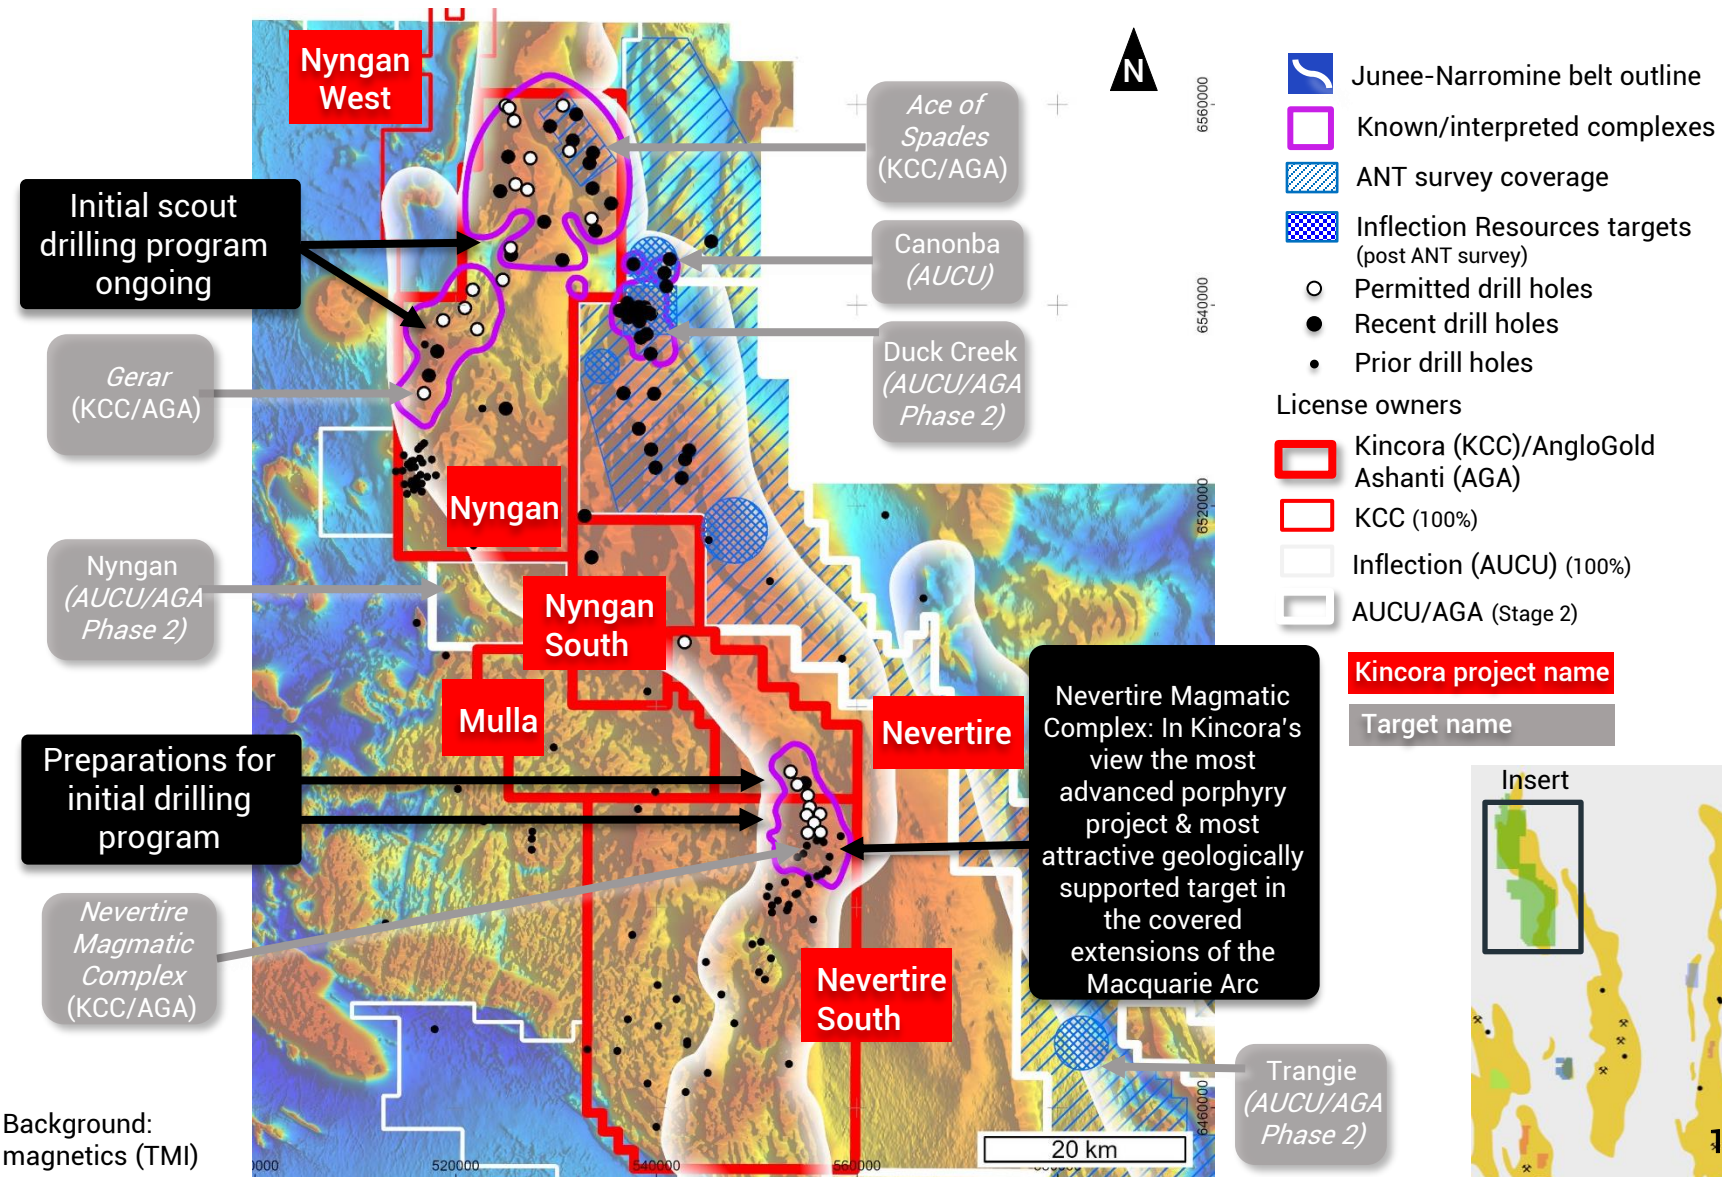 Nyngan
West
N
Ace of
Spades
(KCC/AGA)
Initial scout
drilling program
ongoing
Canonba
(AUCU)
Gerar
(KCC/AGA)
Duck Creek
(AUCU/AGA
Phase 2)
Nyngan
Nyngan
(AUCU/AGA
Phase 2)
Nyngan
South
Mulla
Nevertire
Nevertire Magmatic
Complex: In Kincora's
view the most
advanced porphyry
project & most
attractive geologically
supported target in
the covered
extensions of the
Macquarie Arc
Preparations for
initial drilling
program
Nevertire
Magmatic
Complex
(KCC/AGA)
Nevertire
South
Trangie
(AUCU/AGA
Phase 2)
Background:
magnetics (TMI)
20 km
0000
520000
540000
560000
6560000
6540000
6520000
6460000
Junee-Narromine belt outline
Known/interpreted complexes
ANT survey coverage
Inflection Resources targets
(post ANT survey)
Permitted drill holes
Recent drill holes
Prior drill holes
License owners
Kincora (KCC)/AngloGold
Ashanti (AGA)
KCC (100%)
Inflection (AUCU) (100%)
AUCU/AGA (Stage 2)
Kincora project name
Target name
Insert